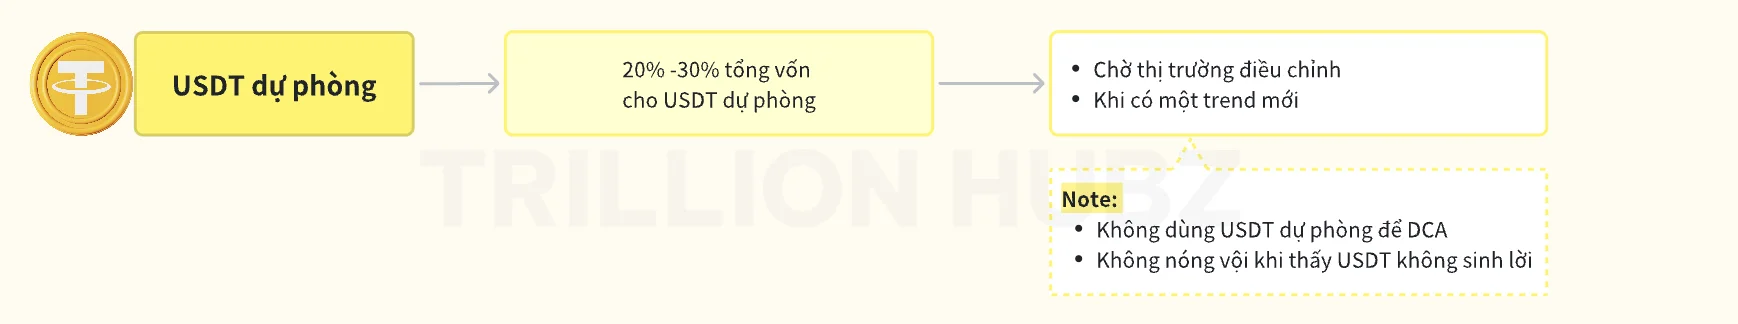 USDT dự phòng
20% -30% tổng vốn
cho USDT dự phòng
• Chờ thị trường điều chỉnh
• Khi có một trend mới
TRILLION HUBZ
Note:
• Không dùng USDT dự phòng để DCA
• Không nóng vội khi thấy USDT không sinh lời